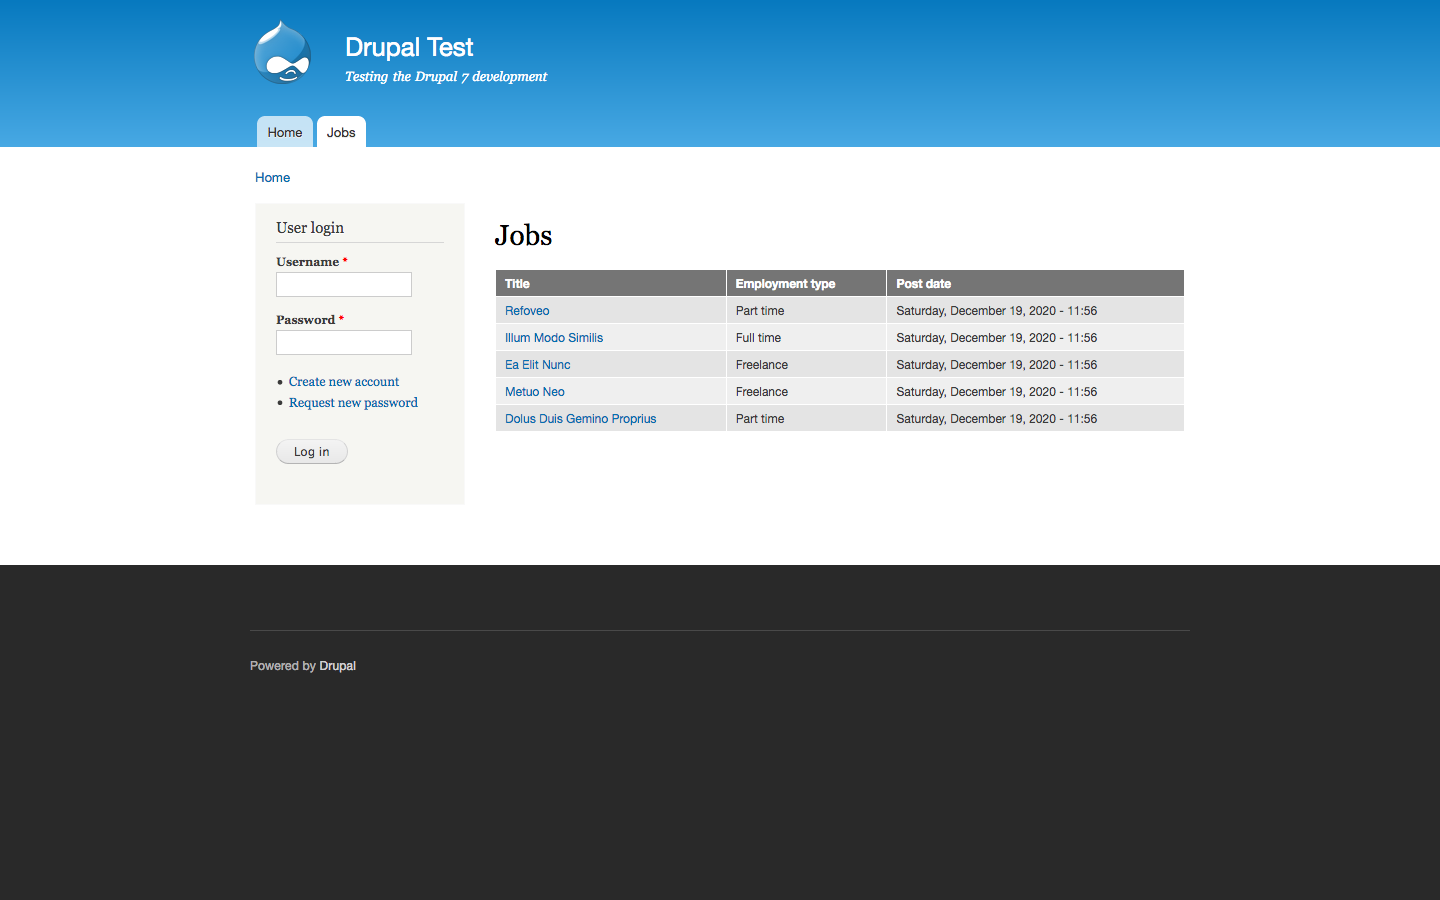 Drupal Test
Testing the Drupal 7 development
Home Jobs
Home
User login
Username *
Password *
Create new account
Request new password
Log in
Jobs
Title Employment type Post date
Refoveo Part time Saturday, December 19, 2020 - 11:56
Illum Modo Similis Full time Saturday, December 19, 2020 - 11:56
Ea Elit Nunc Freelance Saturday, December 19, 2020 - 11:56
Metuo Neo Freelance Saturday, December 19, 2020 - 11:56
Dolus Duis Gemino Proprius Part time Saturday, December 19, 2020 - 11:56
Powered by Drupal